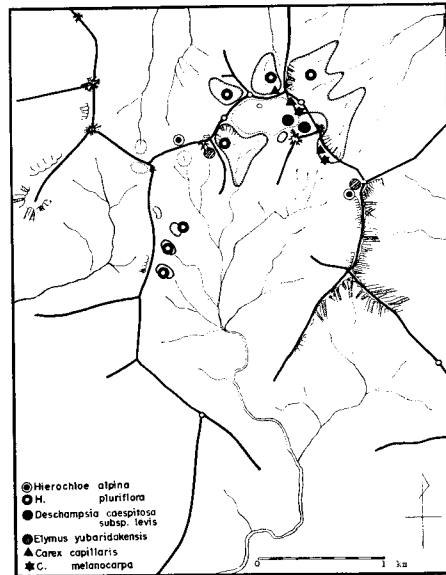 Hierochloe alpina
H. pluriflora
Deschampsia caespitosa
subsp. levis
Elymus yubaridakensis
Carex capillaris
C. melanocarpa
0 1 km